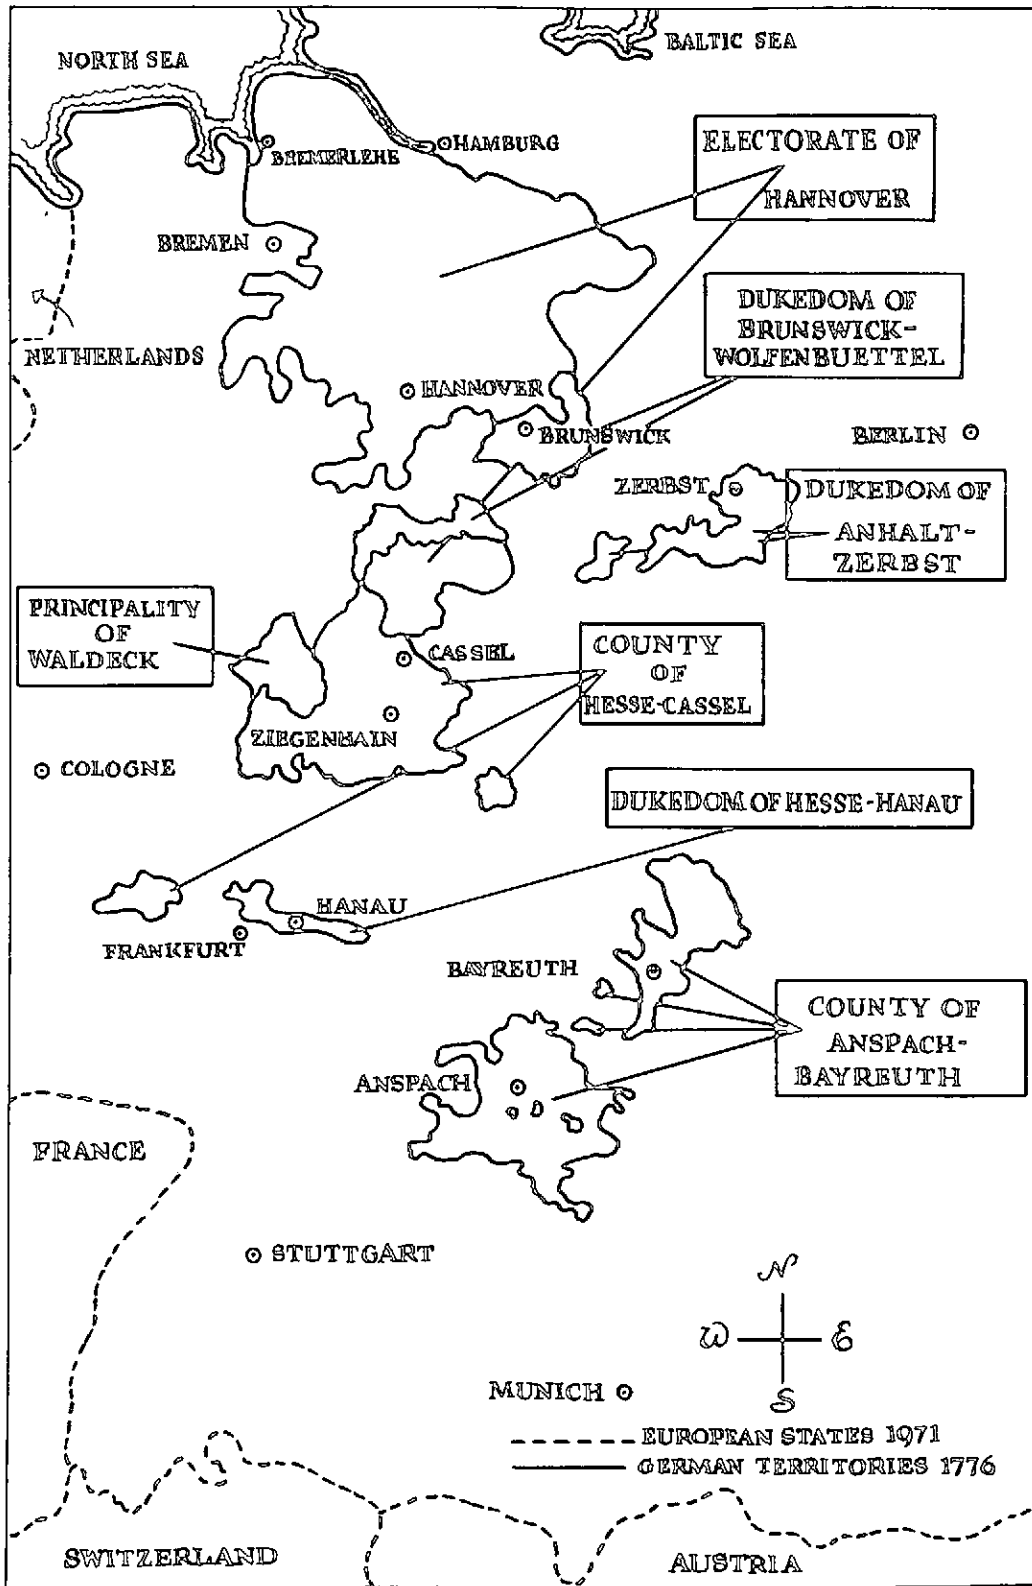 NORTH SEA
BALTIC SEA
BREMERLEHE
HAMBURG
ELECTORATE OF
HANNOVER
BREMEN
DUKEDOM OF
BRUNSWICK-
WOLFENBUETTEL
NETHERLANDS
HANNOVER
BRUNSWICK
BERLIN
ZERBST
DUKEDOM OF
ANHALT-
ZERBST
PRINCIPALITY
OF
WALDECK
CASSEL
COUNTY
OF
HESSE-CASSEL
ZIEGENHAIN
COLOGNE
DUKEDOM OF HESSE-HANAU
HANAU
FRANKFURT
BAYREUTH
COUNTY OF
ANSPACH-
BAYREUTH
ANSPACH
FRANCE
STUTTGART
N
W E
S
MUNICH
EUROPEAN STATES 1971
GERMAN TERRITORIES 1776
SWITZERLAND
AUSTRIA